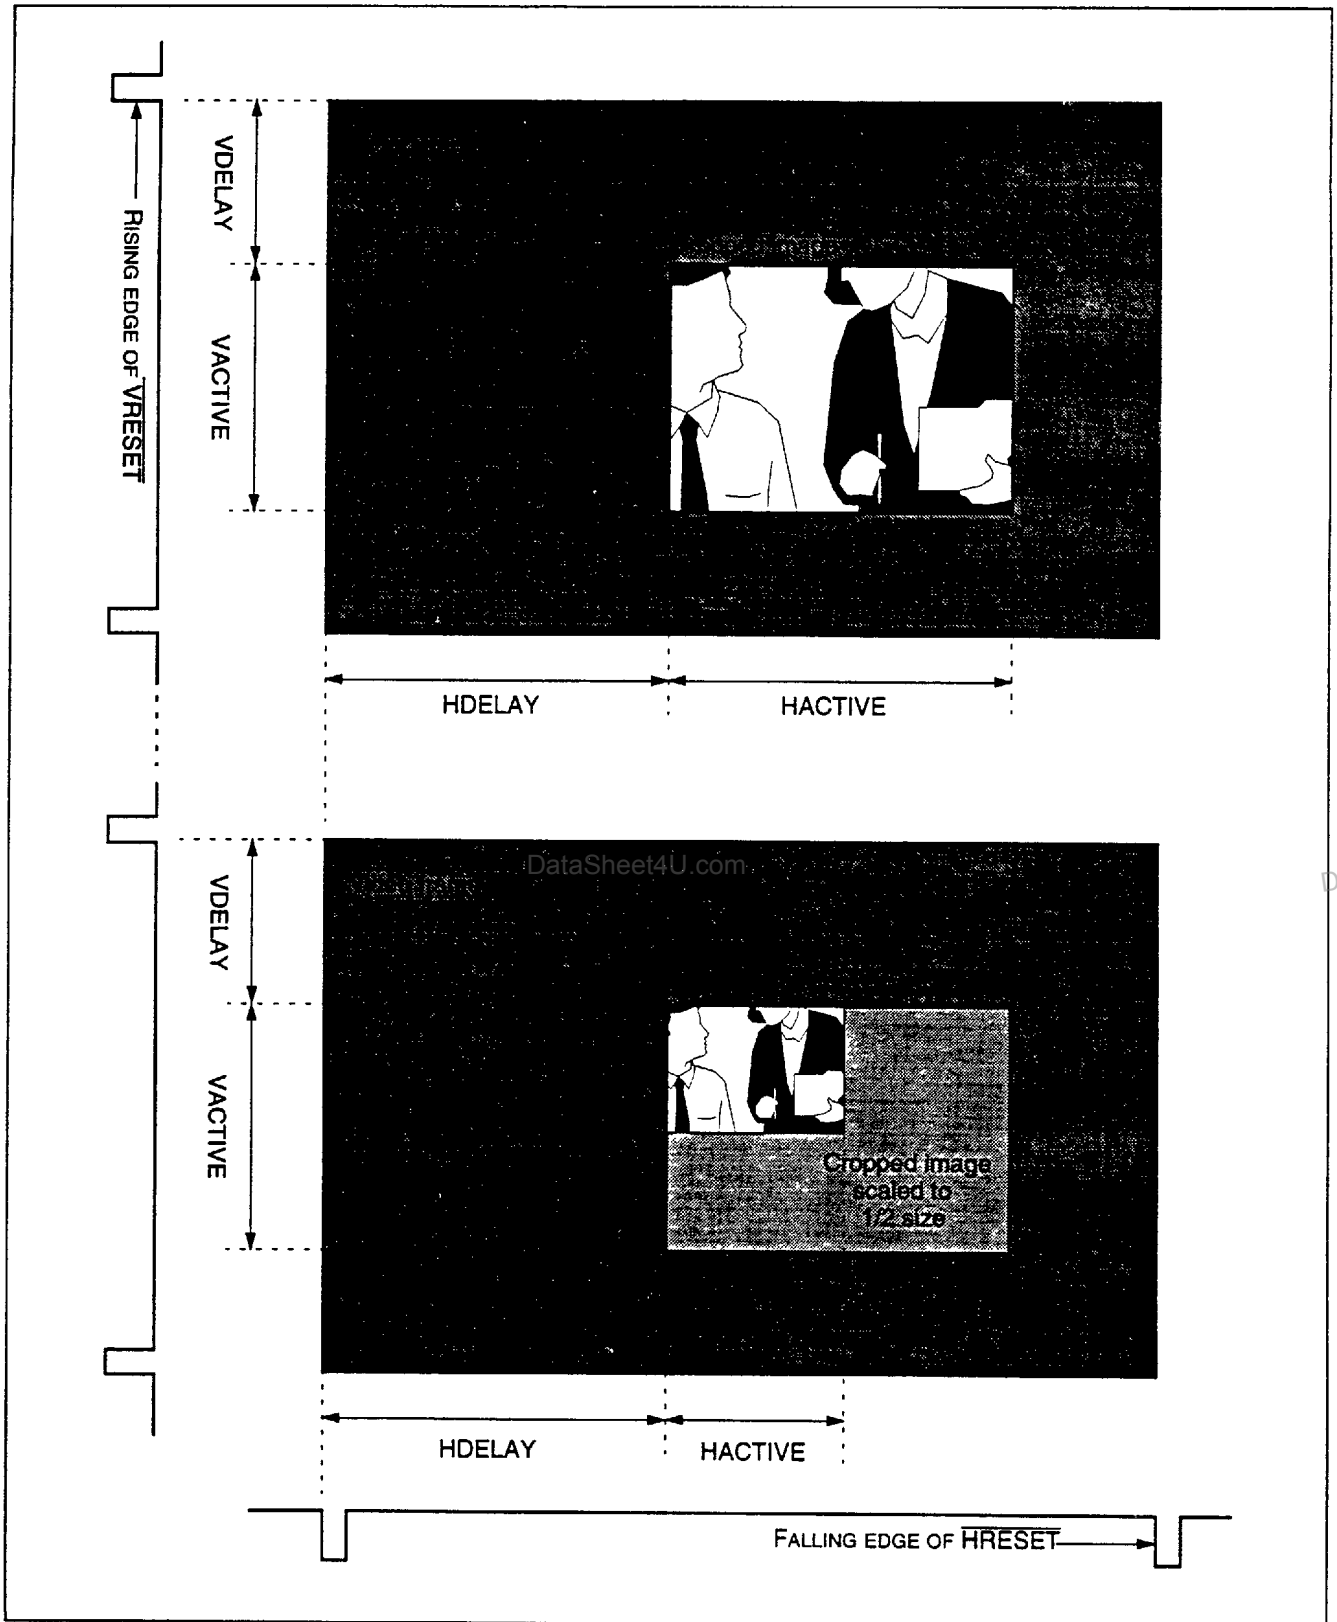 VDELAY
RISING EDGE OF VRESET
VACTIVE
HDELAY
HACTIVE
DataSheet4U.com
D
VDELAY
VACTIVE
Cropped image
scaled to
1/2 size
HDELAY
HACTIVE
FALLING EDGE OF HRESET